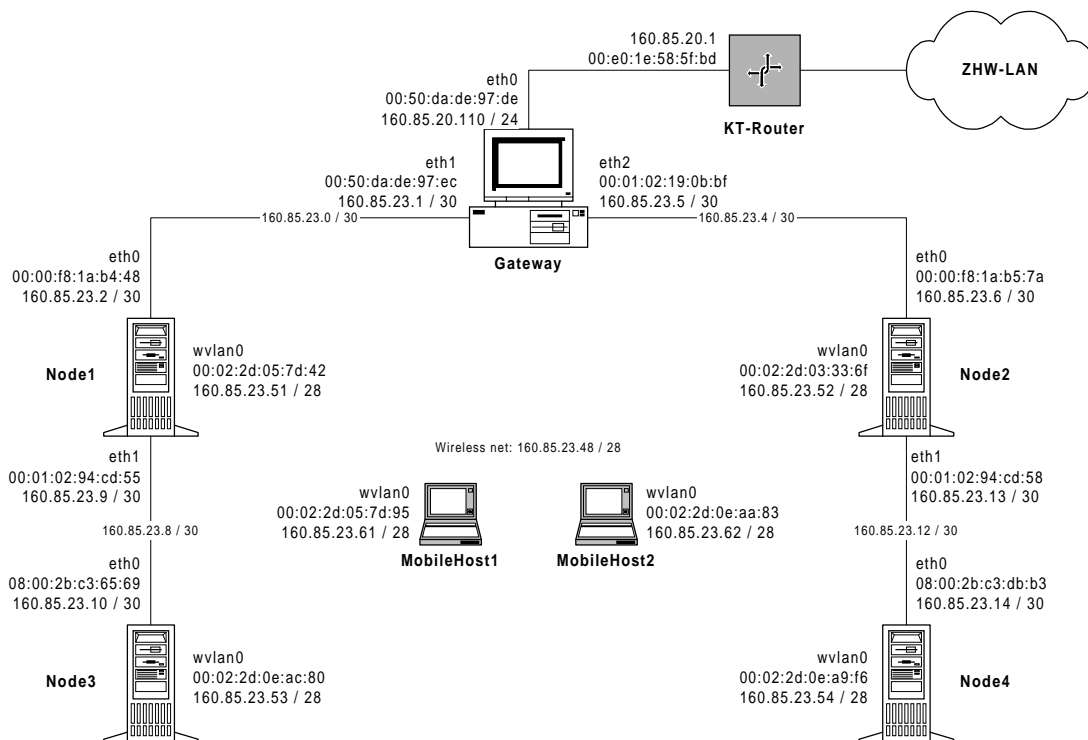 160.85.20.1
00:e0:1e:58:5f:bd
ZHW-LAN
KT-Router
eth0
00:50:da:de:97:de
160.85.20.110 / 24
eth1
00:50:da:de:97:ec
160.85.23.1 / 30
eth2
00:01:02:19:0b:bf
160.85.23.5 / 30
160.85.23.0 / 30
160.85.23.4 / 30
Gateway
eth0
00:00:f8:1a:b4:48
160.85.23.2 / 30
eth0
00:00:f8:1a:b5:7a
160.85.23.6 / 30
Node1
wvlan0
00:02:2d:05:7d:42
160.85.23.51 / 28
wvlan0
00:02:2d:03:33:6f
160.85.23.52 / 28
Node2
Wireless net: 160.85.23.48 / 28
eth1
00:01:02:94:cd:55
160.85.23.9 / 30
eth1
00:01:02:94:cd:58
160.85.23.13 / 30
wvlan0
00:02:2d:05:7d:95
160.85.23.61 / 28
MobileHost1
wvlan0
00:02:2d:0e:aa:83
160.85.23.62 / 28
MobileHost2
160.85.23.8 / 30
160.85.23.12 / 30
eth0
08:00:2b:c3:65:69
160.85.23.10 / 30
eth0
08:00:2b:c3:db:b3
160.85.23.14 / 30
Node3
wvlan0
00:02:2d:0e:ac:80
160.85.23.53 / 28
wvlan0
00:02:2d:0e:a9:f6
160.85.23.54 / 28
Node4